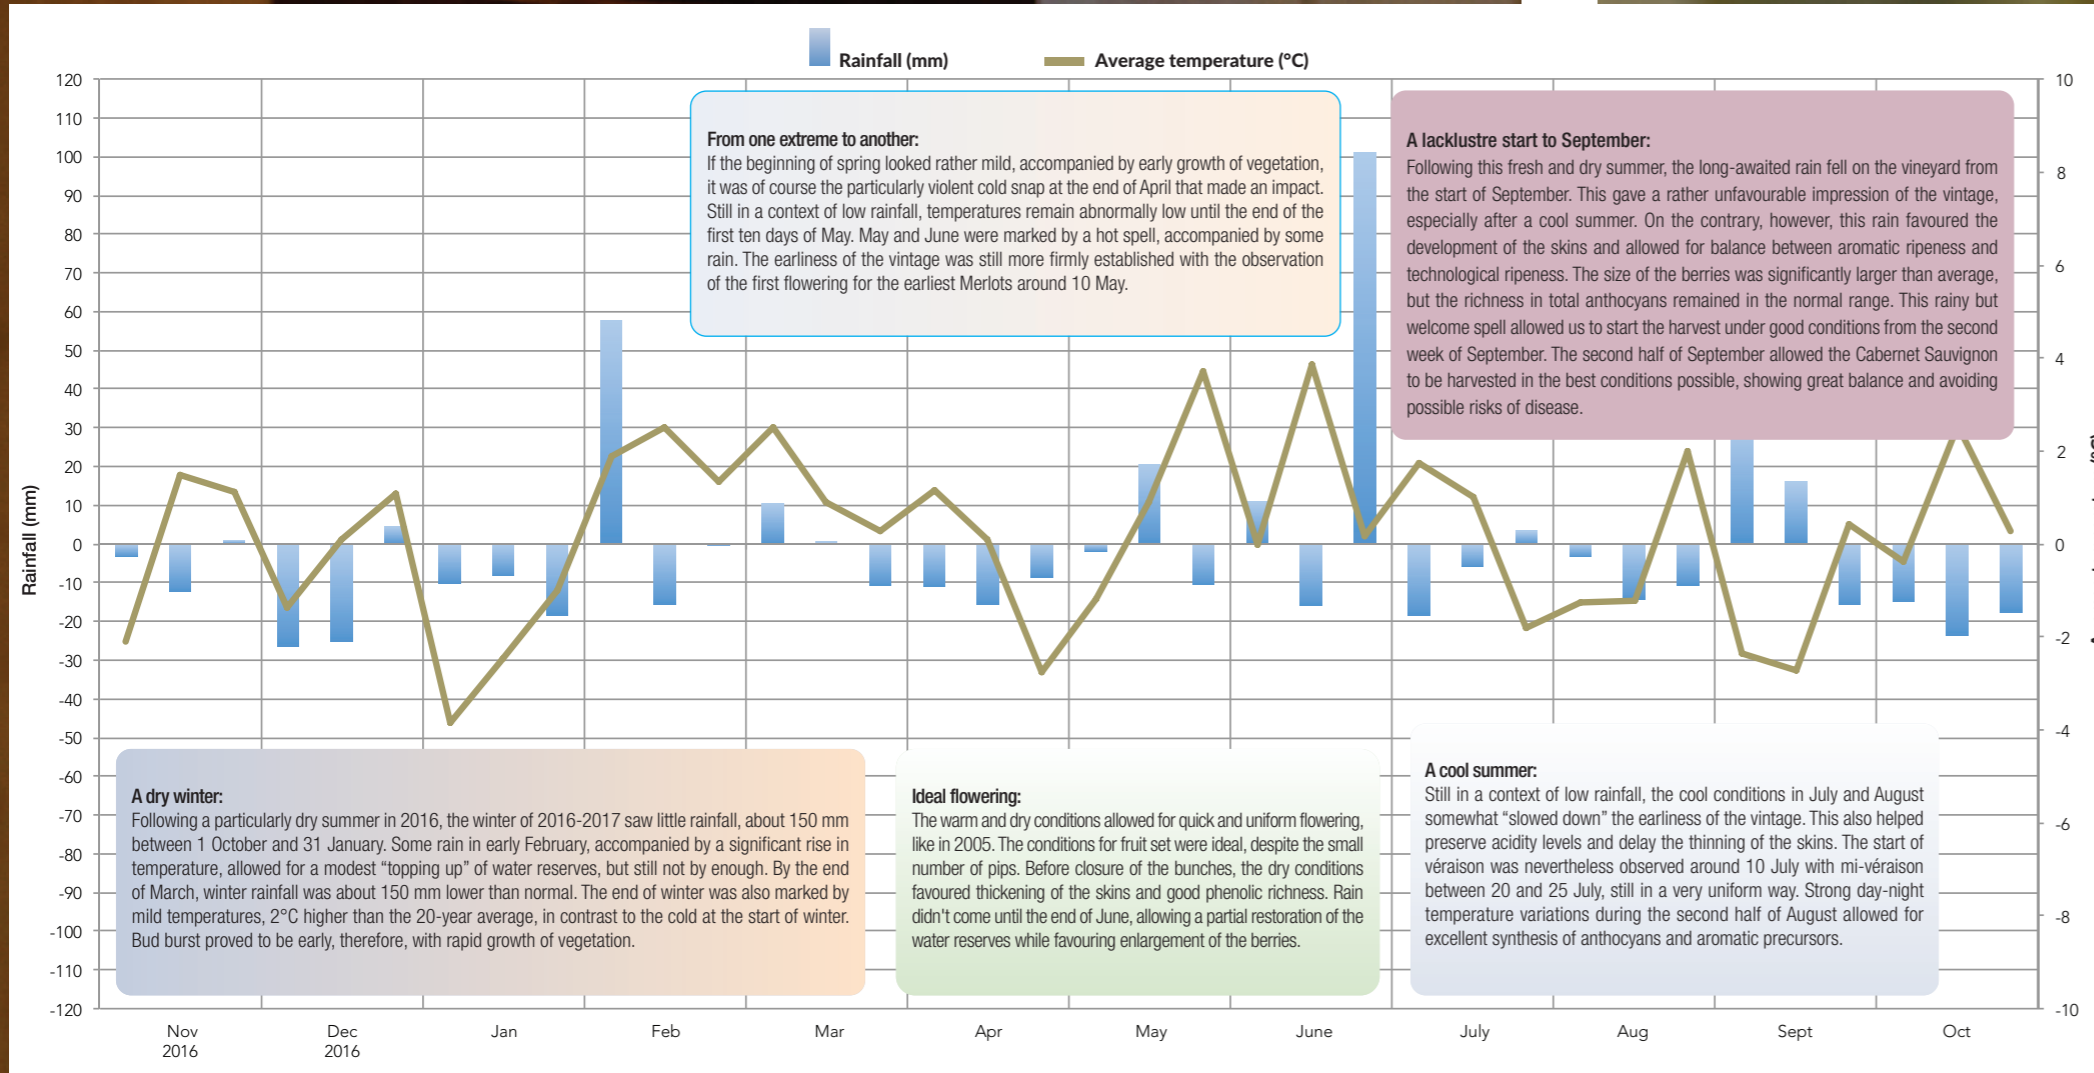 Rainfall (mm)
Average temperature (°C)
120
110
100
90
80
70
60
50
40
30
20
10
0
-10
-20
-30
-40
-50
-60
-70
-80
-90
-100
-110
-120
Rainfall (mm)
From one extreme to another:
If the beginning of spring looked rather mild, accompanied by early growth of vegetation,
it was of course the particularly violent cold snap at the end of April that made an impact.
Still in a context of low rainfall, temperatures remain abnormally low until the end of the
first ten days of May. May and June were marked by a hot spell, accompanied by some
rain. The earliness of the vintage was still more firmly established with the observation
of the first flowering for the earliest Merlots around 10 May.
A lacklustre start to September:
Following this fresh and dry summer, the long-awaited rain fell on the vineyard from
the start of September. This gave a rather unfavourable impression of the vintage,
especially after a cool summer. On the contrary, however, this rain favoured the
development of the skins and allowed for balance between aromatic ripeness and
technological ripeness. The size of the berries was significantly larger than average,
but the richness in total anthocyans remained in the normal range. This rainy but
welcome spell allowed us to start the harvest under good conditions from the second
week of September. The second half of September allowed the Cabernet Sauvignon
to be harvested in the best conditions possible, showing great balance and avoiding
possible risks of disease.
A dry winter:
Following a particularly dry summer in 2016, the winter of 2016-2017 saw little rainfall, about 150 mm
between 1 October and 31 January. Some rain in early February, accompanied by a significant rise in
temperature, allowed for a modest “topping up” of water reserves, but still not by enough. By the end
of March, winter rainfall was about 150 mm lower than normal. The end of winter was also marked by
mild temperatures, 2°C higher than the 20-year average, in contrast to the cold at the start of winter.
Bud burst proved to be early, therefore, with rapid growth of vegetation.
Ideal flowering:
The warm and dry conditions allowed for quick and uniform flowering,
like in 2005. The conditions for fruit set were ideal, despite the small
number of pips. Before closure of the bunches, the dry conditions
favoured thickening of the skins and good phenolic richness. Rain
didn't come until the end of June, allowing a partial restoration of the
water reserves while favouring enlargement of the berries.
A cool summer:
Still in a context of low rainfall, the cool conditions in July and August
somewhat “slowed down” the earliness of the vintage. This also helped
preserve acidity levels and delay the thinning of the skins. The start of
véraison was nevertheless observed around 10 July with mi-véraison
between 20 and 25 July, still in a very uniform way. Strong day-night
temperature variations during the second half of August allowed for
excellent synthesis of anthocyans and aromatic precursors.
10
8
6
4
2
0
-2
-4
-6
-8
-10
Nov
2016
Dec
2016
Jan
Feb
Mar
Apr
May
June
July
Aug
Sept
Oct